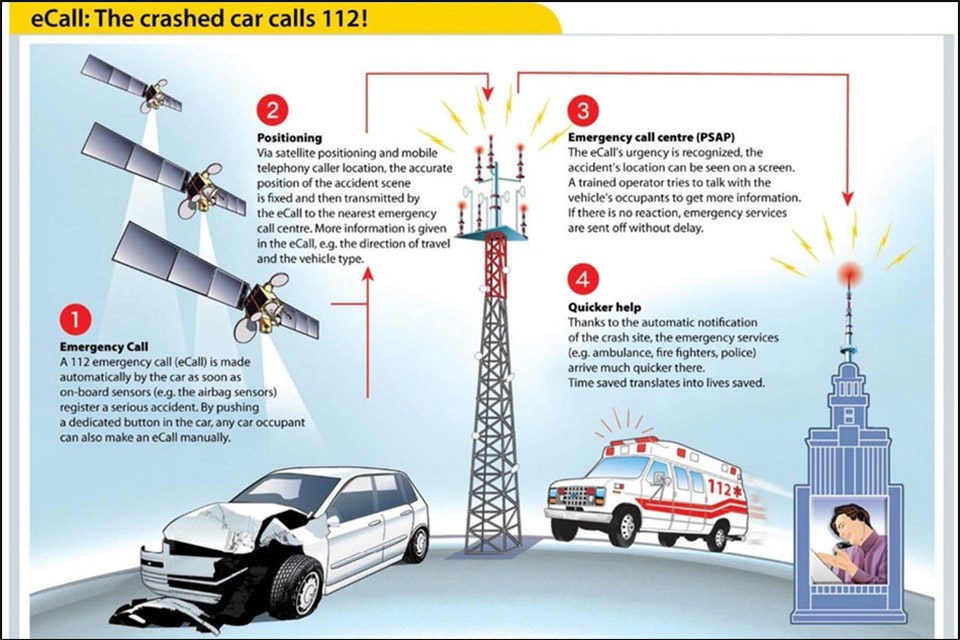 eCall: The crashed car calls 112!
1
Emergency Call
A 112 emergency call (eCall) is made
automatically by the car as soon as
on-board sensors (e.g. the airbag sensors)
register a serious accident. By pushing
a dedicated button in the car, any car occupant
can also make an eCall manually.
2
Positioning
Via satellite positioning and mobile
telephony caller location, the accurate
position of the accident scene
is fixed and then transmitted by
the eCall to the nearest emergency
call centre. More information is given
in the eCall, e.g. the direction of travel
and the vehicle type.
3
Emergency call centre (PSAP)
The eCall's urgency is recognized, the
accident's location can be seen on a screen.
A trained operator tries to talk with the
vehicle's occupants to get more information.
If there is no reaction, emergency services
are sent off without delay.
4
Quicker help
Thanks to the automatic notification
of the crash site, the emergency services
(e.g. ambulance, fire fighters, police)
arrive much quicker there.
Time saved translates into lives saved.
112